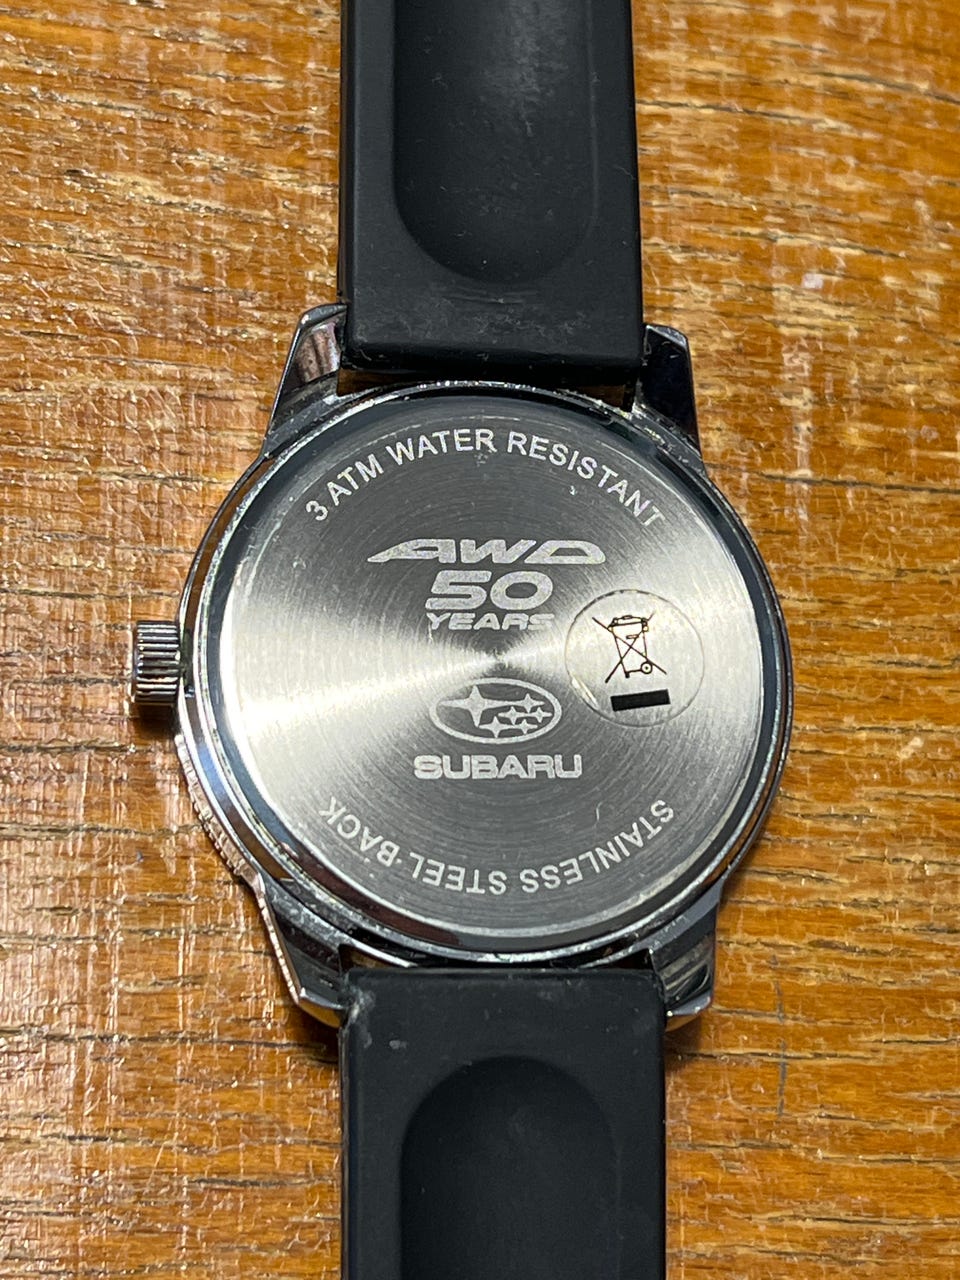 3 ATM WATER RESISTANT
AWD
50
YEARS
SUBARU
STAINLESS STEEL BACK